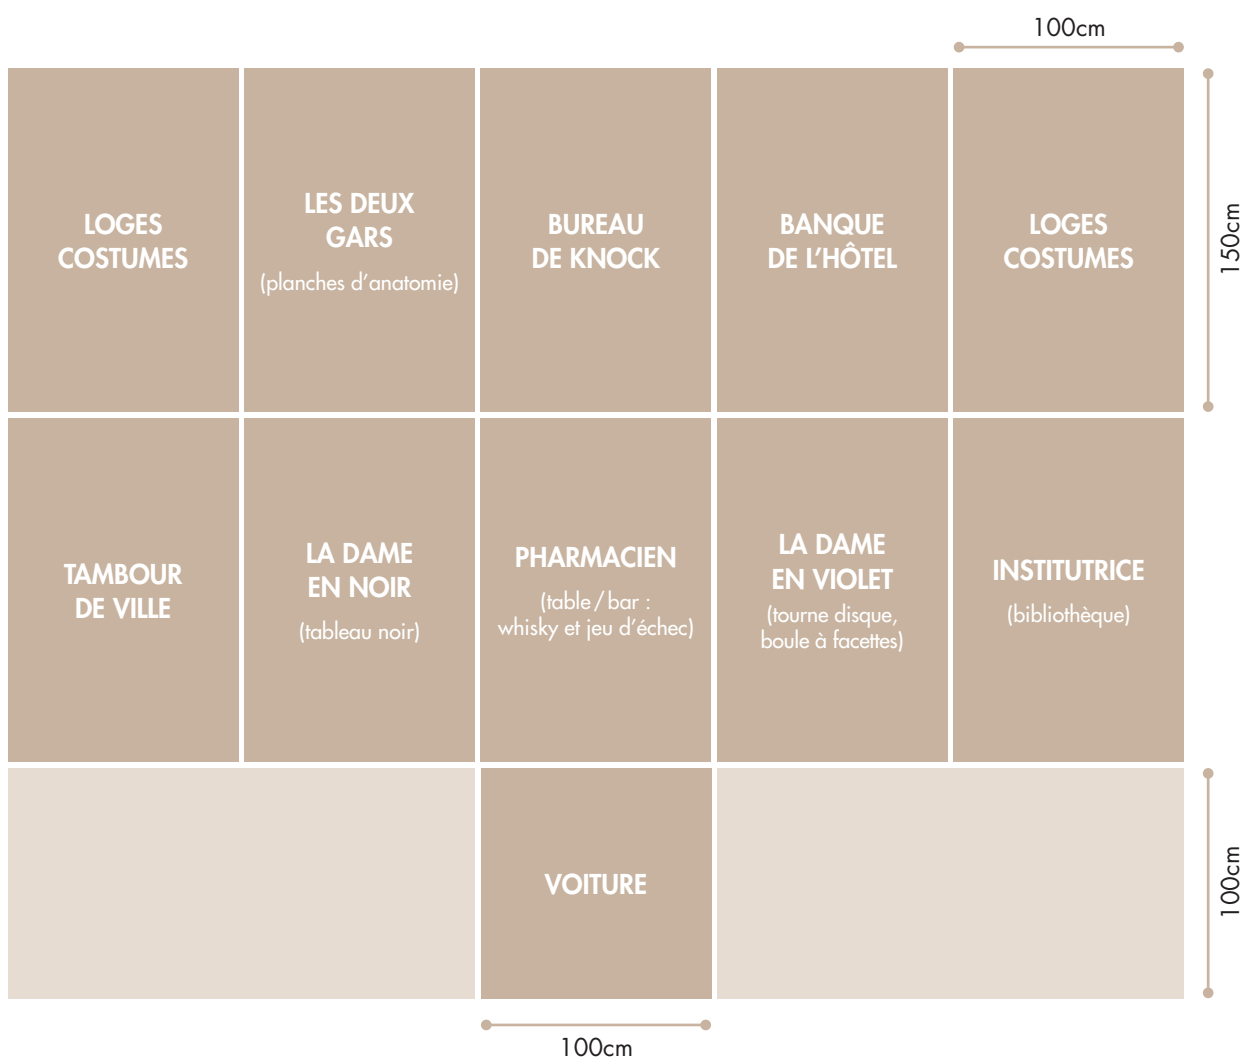 100cm
LOGES
COSTUMES
LES DEUX
GARS
(planches d’anatomie)
BUREAU
DE KNOCK
BANQUE
DE L’HÔTEL
LOGES
COSTUMES
150cm
TAMBOUR
DE VILLE
LA DAME
EN NOIR
(tableau noir)
PHARMACIEN
(table / bar :
whisky et jeu d’échec)
LA DAME
EN VIOLET
(tourne disque,
boule à facettes)
INSTITUTRICE
(bibliothèque)
VOITURE
100cm
100cm